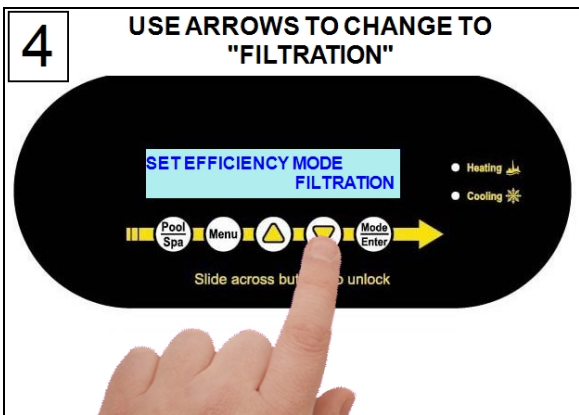 4
USE ARROWS TO CHANGE TO
"FILTRATION"
SET EFFICIENCY MODE
FILTRATION
Heating
Cooling
Pool
Spa
Menu
Mode
Enter
Slide across but o unlock